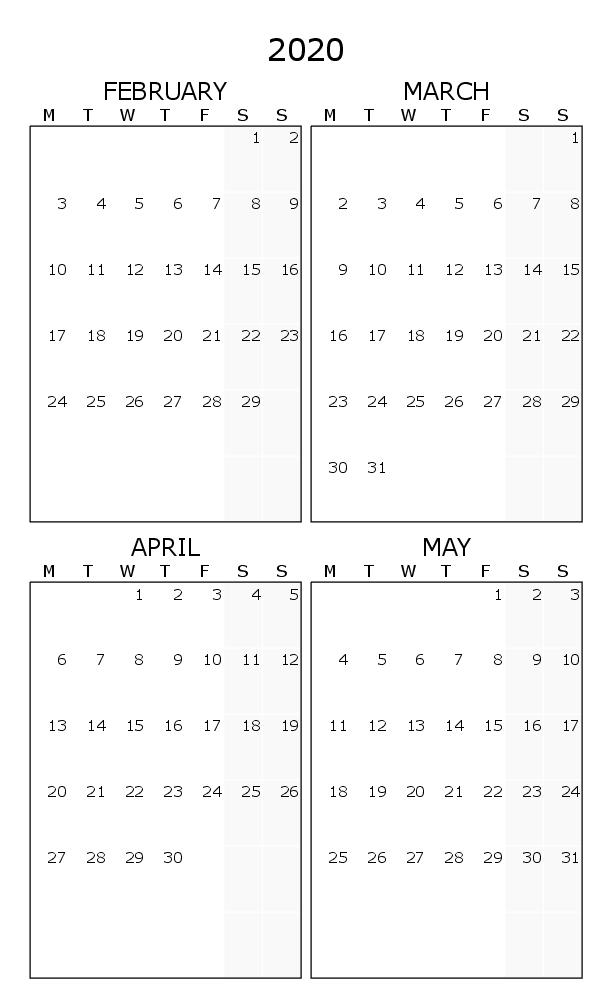 2020
FEBRUARY
M T W T F S S
1 2
3 4 5 6 7 8 9
10 11 12 13 14 15 16
17 18 19 20 21 22 23
24 25 26 27 28 29
MARCH
M T W T F S S
1
2 3 4 5 6 7 8
9 10 11 12 13 14 15
16 17 18 19 20 21 22
23 24 25 26 27 28 29
30 31
APRIL
M T W T F S S
1 2 3 4 5
6 7 8 9 10 11 12
13 14 15 16 17 18 19
20 21 22 23 24 25 26
27 28 29 30
MAY
M T W T F S S
1 2 3
4 5 6 7 8 9 10
11 12 13 14 15 16 17
18 19 20 21 22 23 24
25 26 27 28 29 30 31